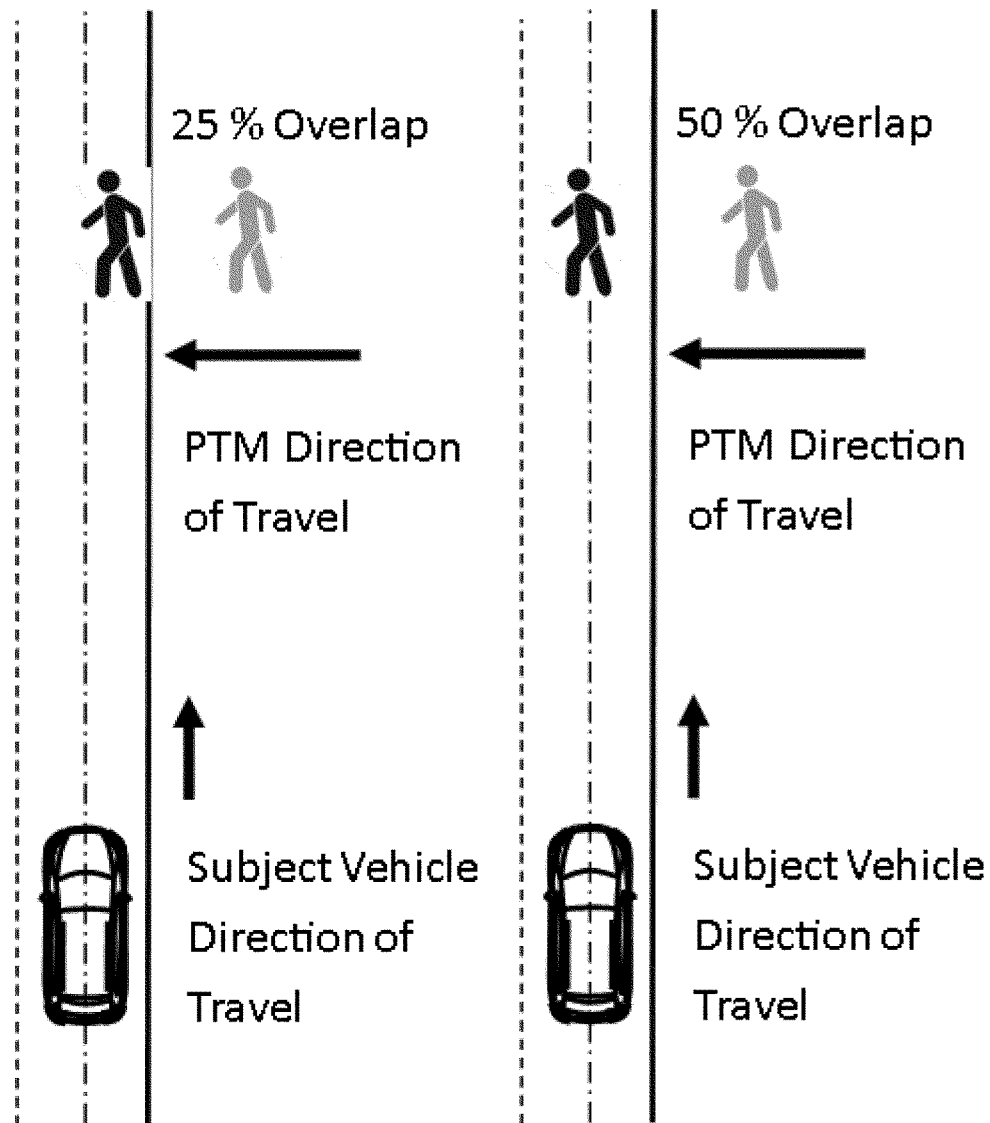 25 % Overlap
PTM Direction
of Travel
Subject Vehicle
Direction of
Travel
50 % Overlap
PTM Direction
of Travel
Subject Vehicle
Direction of
Travel